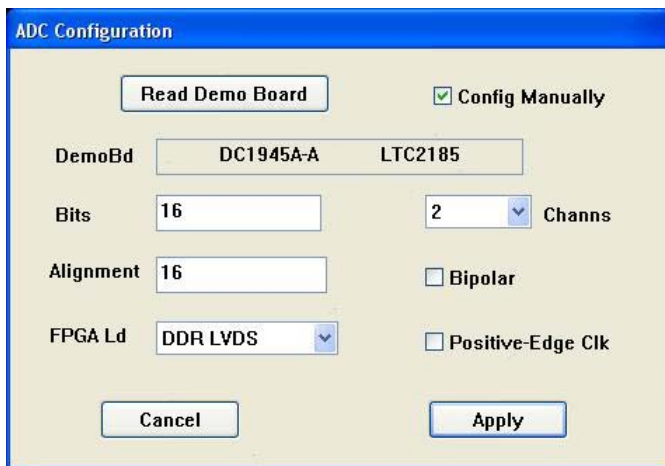 ADC Configuration
Read Demo Board
Config Manually
DemoBd DC1945A-A LTC2185
Bits 16 2 Channs
Alignment 16 Bipolar
FPGA Ld DDR LVDS Positive-Edge Clk
Cancel Apply